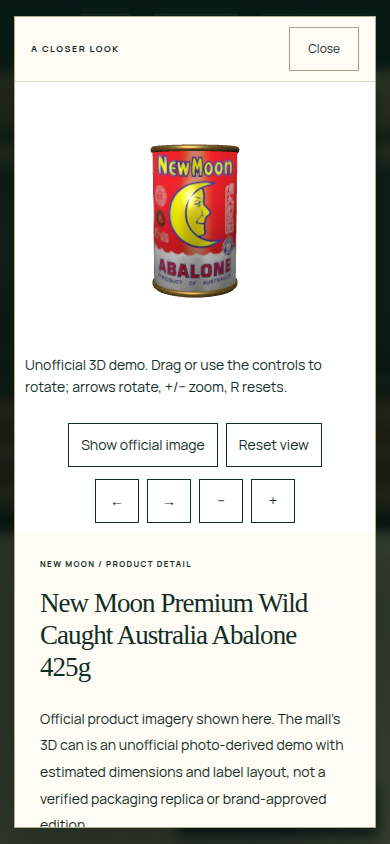 A CLOSER LOOK
Close
New Moon
ABALONE
PRODUCT OF AUSTRALIA
Unofficial 3D demo. Drag or use the controls to
rotate; arrows rotate, +/− zoom, R resets.
Show official image
Reset view
←
→
−
+
NEW MOON / PRODUCT DETAIL
New Moon Premium Wild
Caught Australia Abalone
425g
Official product imagery shown here. The mall's
3D can is an unofficial photo-derived demo with
estimated dimensions and label layout, not a
verified packaging replica or brand-approved
edition